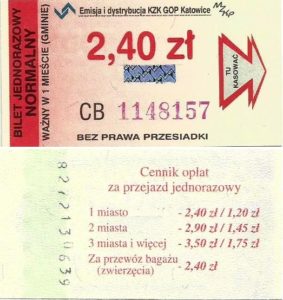 Emisja i dystrybucja KZK GOP Katowice
BILET JEDNORAZOWY
NORMALNY
WAŻNY W 1 MIEŚCIE (GMINIE)
2,40 zł
TU
KASOWAĆ
CB 1148157
BEZ PRAWA PRZESIADKI
Cennik opłat
za przejazd jednorazowy
1 miasto - 2,40 zł / 1,20 zł
2 miasta - 2,90 zł / 1,45 zł
3 miasta i więcej - 3,50 zł / 1,75 zł
Za przewóz bagażu
(zwierzęcia) - 2,40 zł